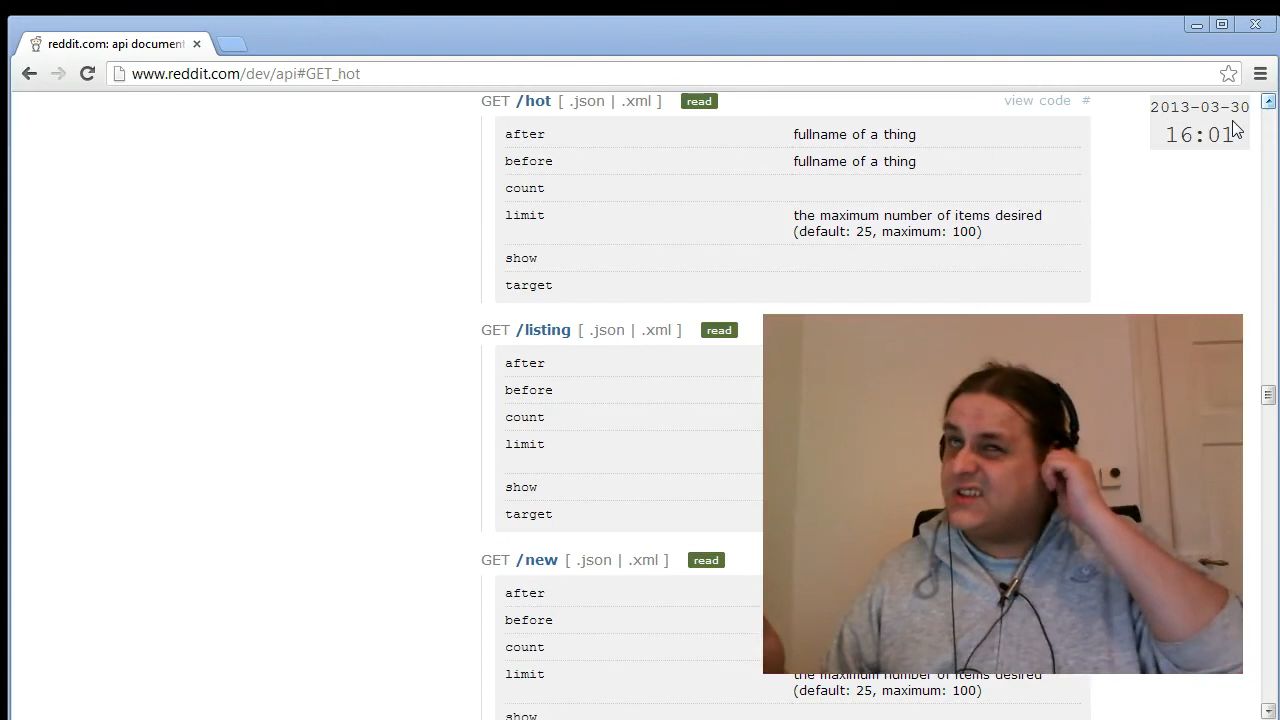 reddit.com: api document
www.reddit.com/dev/api#GET_hot
GET /hot [ .json | .xml ] read view code #
2013-03-30
16:01
after fullname of a thing
before fullname of a thing
count
limit the maximum number of items desired
(default: 25, maximum: 100)
show
target
GET /listing [ .json | .xml ] read
after
before
count
limit
show
target
GET /new [ .json | .xml ] read
after
before
count
limit the maximum number of items desired
(default: 25, maximum: 100)
show